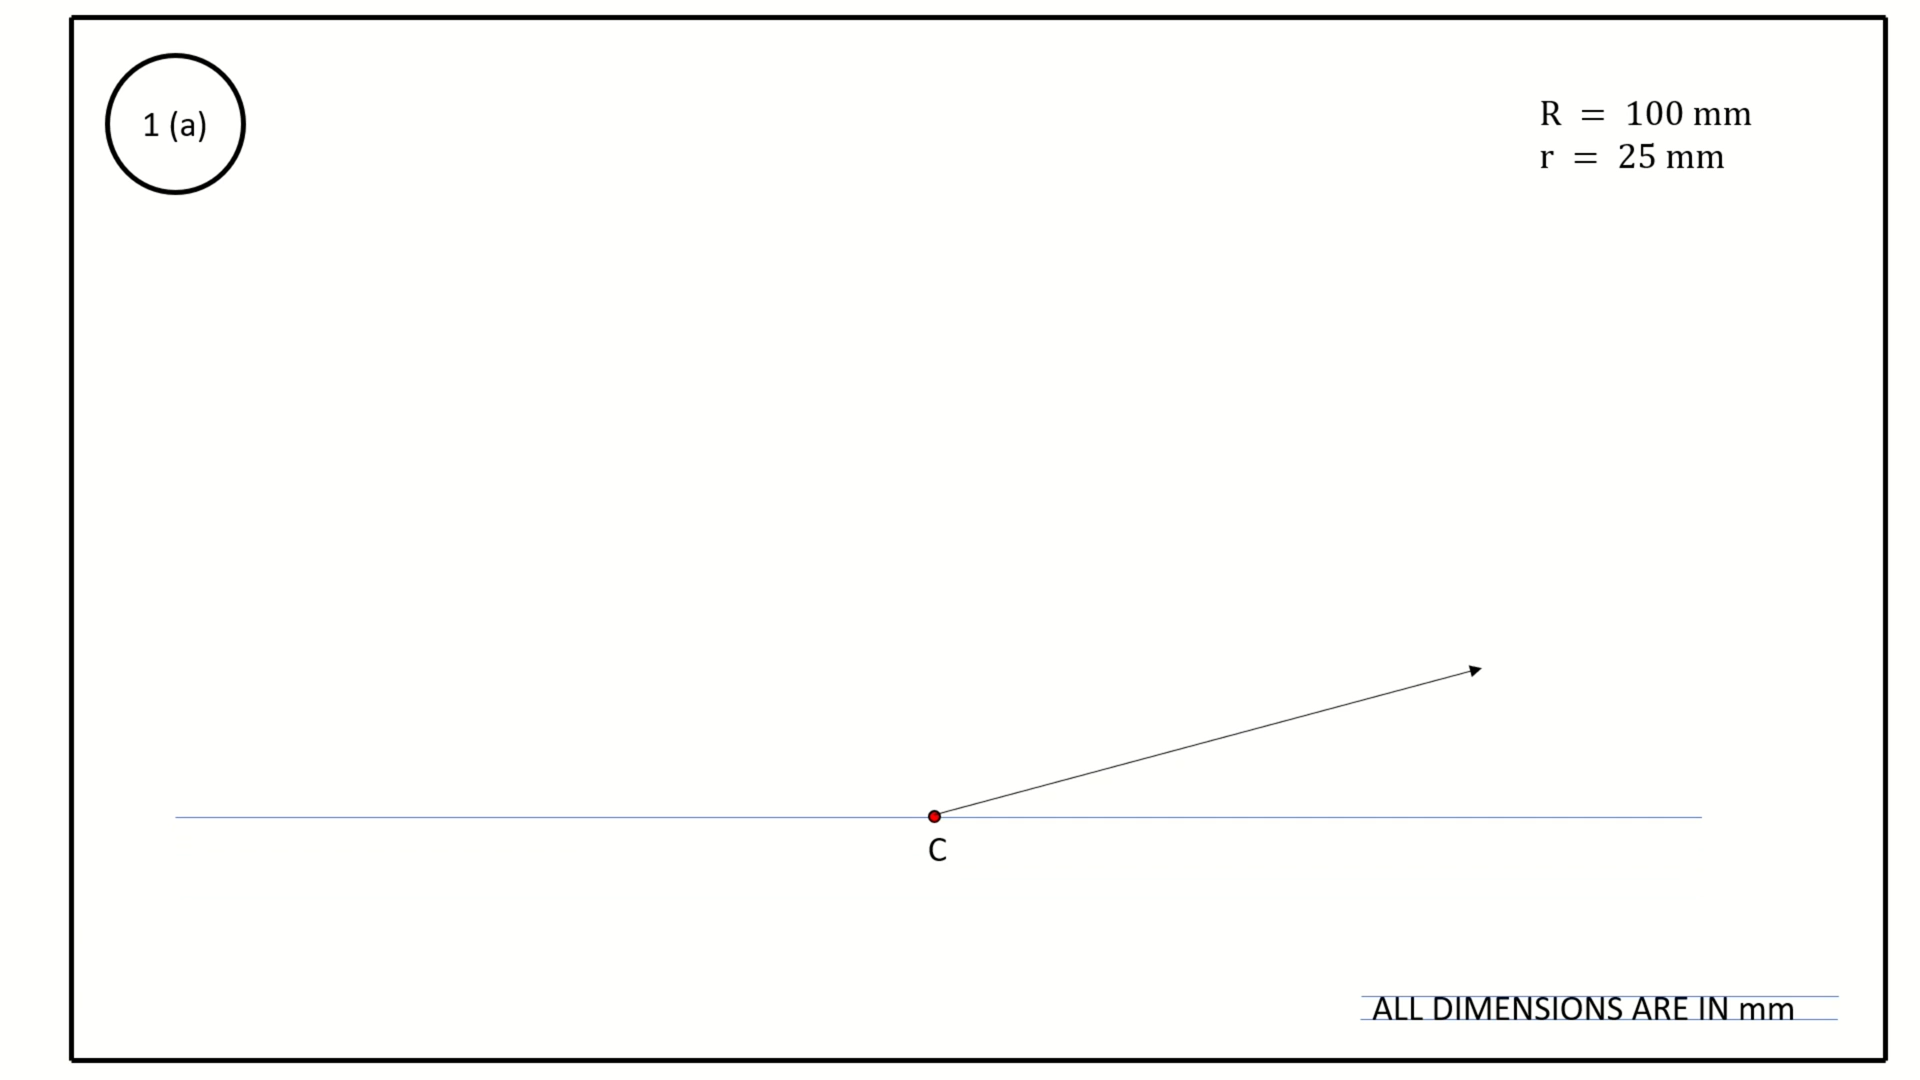 1 (a)
R = 100 mm
r = 25 mm
C
ALL DIMENSIONS ARE IN mm